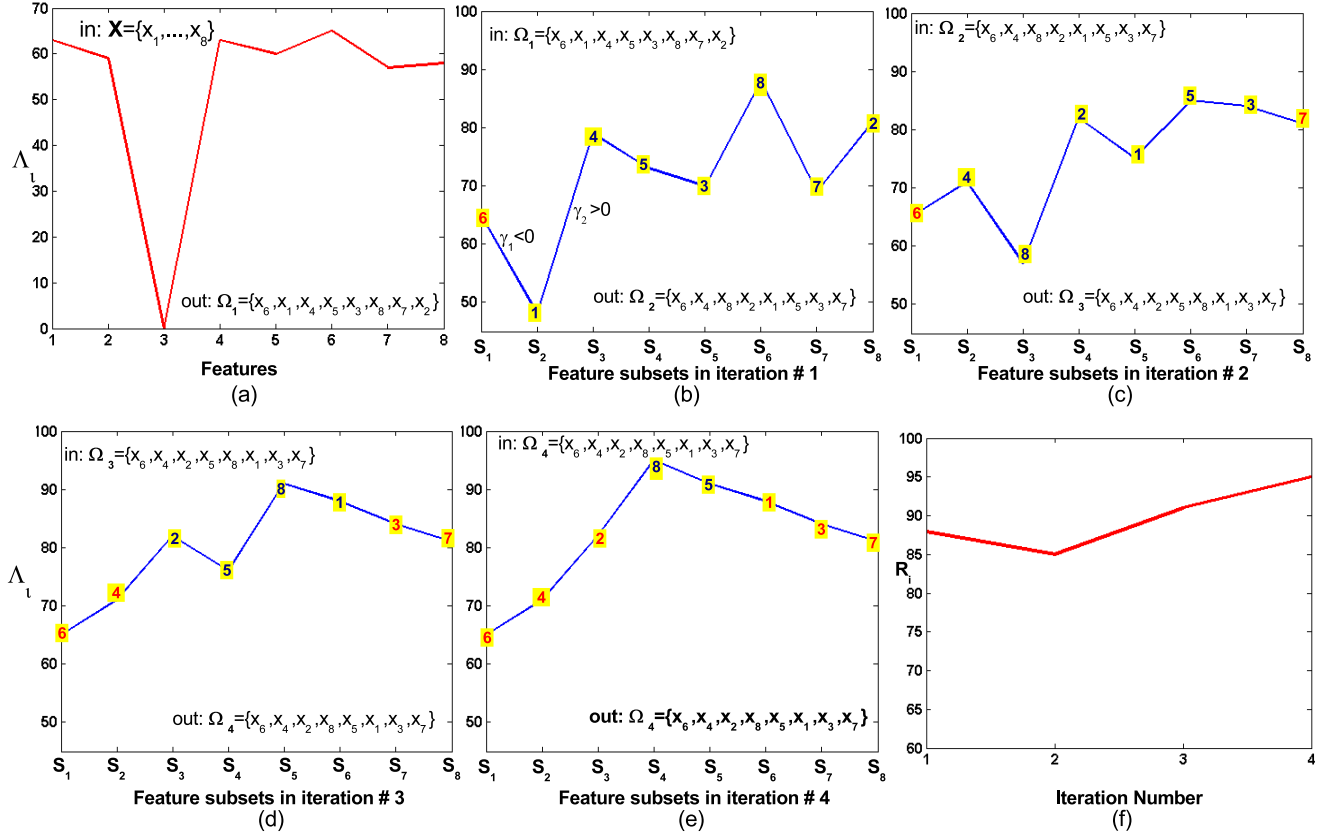 in: X={x1,...,x8}
70
60
50
40
30
20
10
0
Λι
out: Ω1={x6,x1,x4,x5,x3,x8,x7,x2}
1 2 3 4 5 6 7 8
Features
(a)
in: Ω1={x6,x1,x4,x5,x3,x8,x7,x2}
100
90
80
70
60
50
6
1
4
5
3
8
7
2
γ1<0
γ2>0
out: Ω2={x6,x4,x8,x2,x1,x5,x3,x7}
S1 S2 S3 S4 S5 S6 S7 S8
Feature subsets in iteration # 1
(b)
in: Ω2={x6,x4,x8,x2,x1,x5,x3,x7}
100
90
80
70
60
50
6
4
8
2
1
5
3
7
out: Ω3={x6,x4,x2,x5,x8,x1,x3,x7}
S1 S2 S3 S4 S5 S6 S7 S8
Feature subsets in iteration # 2
(c)
in: Ω3={x6,x4,x2,x5,x8,x1,x3,x7}
100
90
80
70
60
50
Λι
6
4
2
5
8
1
3
7
out: Ω4={x6,x4,x2,x8,x5,x1,x3,x7}
S1 S2 S3 S4 S5 S6 S7 S8
Feature subsets in iteration # 3
(d)
in: Ω4={x6,x4,x2,x8,x5,x1,x3,x7}
100
90
80
70
60
50
6
4
2
8
5
1
3
7
out: Ω4={x6,x4,x2,x8,x5,x1,x3,x7}
S1 S2 S3 S4 S5 S6 S7 S8
Feature subsets in iteration # 4
(e)
100
95
90
85
80
75
70
65
60
Ri
1 2 3 4
Iteration Number
(f)